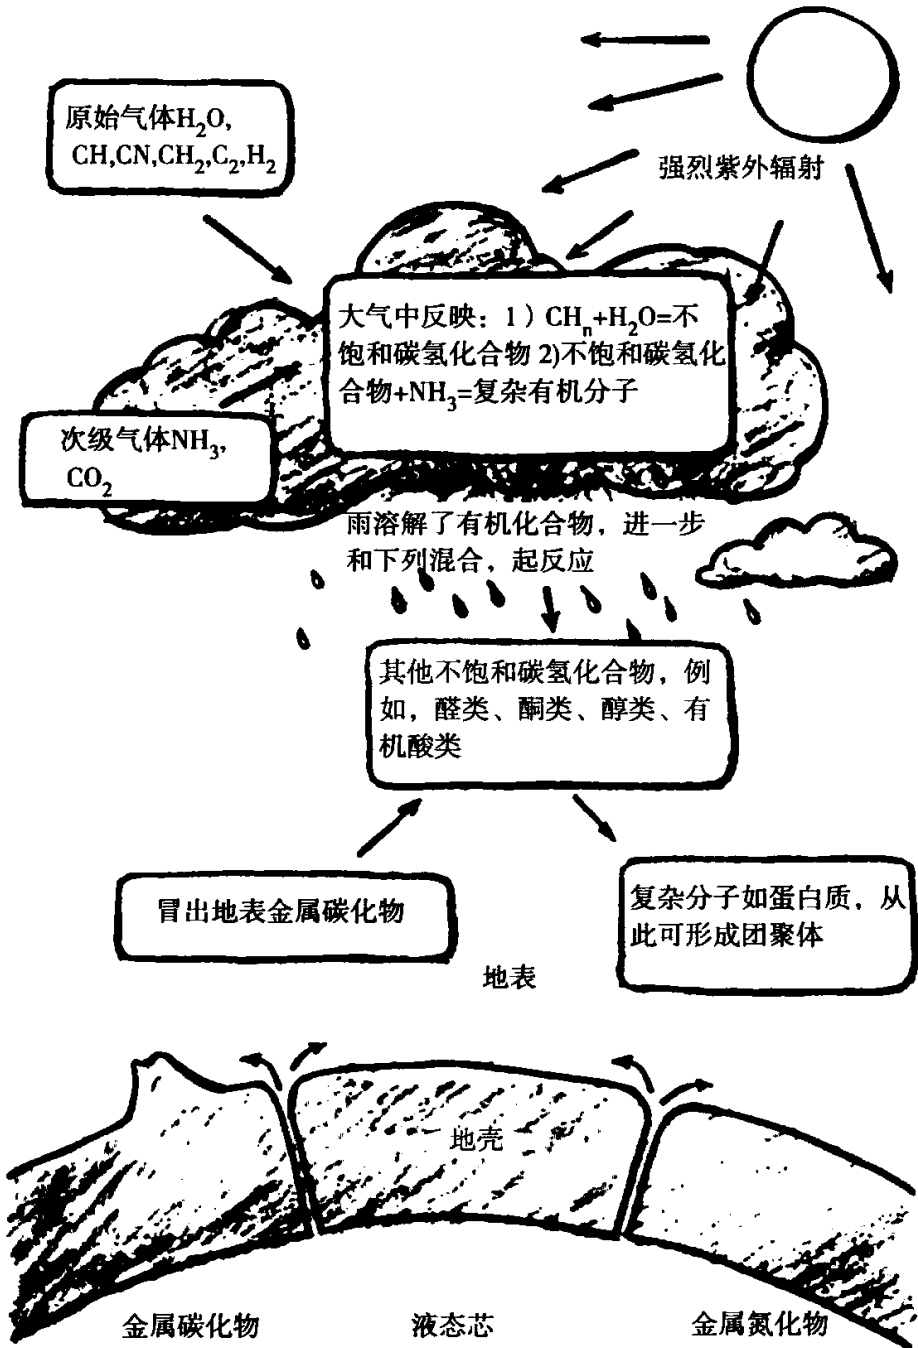 原始气体H₂O,
CH,CN,CH₂,C₂,H₂
强烈紫外辐射
大气中反映：1）CHₙ+H₂O=不
饱和碳氢化合物 2)不饱和碳氢化
合物+NH₃=复杂有机分子
次级气体NH₃,
CO₂
雨溶解了有机化合物，进一步
和下列混合，起反应
其他不饱和碳氢化合物，例
如，醛类、酮类、醇类、有
机酸类
冒出地表金属碳化物
复杂分子如蛋白质，从
此可形成团聚体
地表
地壳
金属碳化物
液态芯
金属氮化物